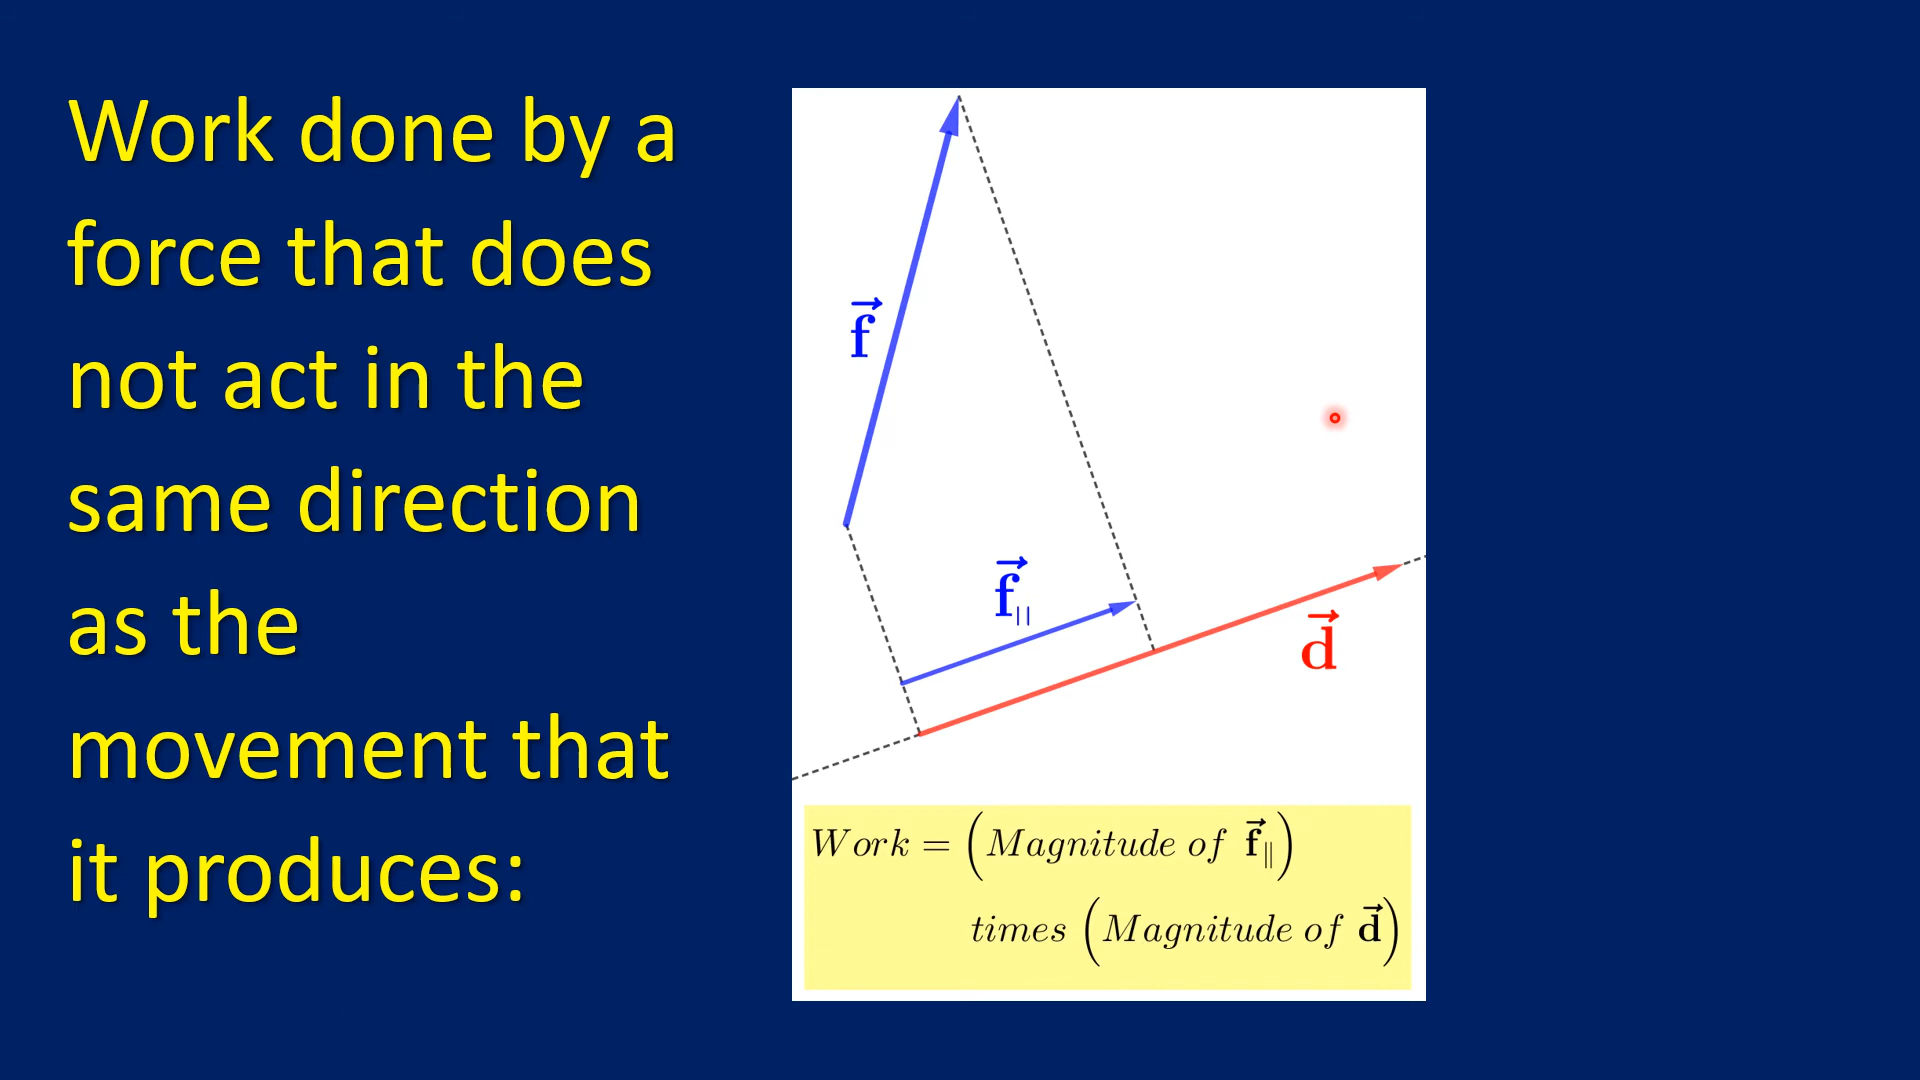 Work done by a
force that does
not act in the
same direction
as the
movement that
it produces:
f⃗
f⃗||
d⃗
Work = (Magnitude of f⃗||)
times (Magnitude of d⃗)